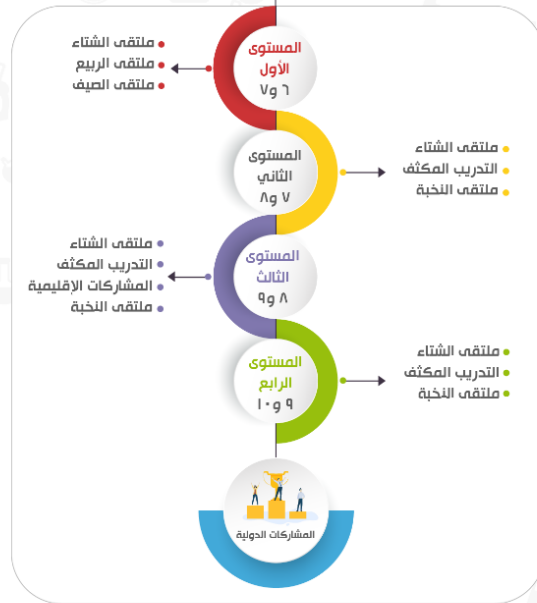 المستوى
الأول
٦ و٧
ملتقى الشتاء
ملتقى الربيع
ملتقى الصيف
المستوى
الثاني
٧ و٨
ملتقى الشتاء
التدريب المكثف
ملتقى النخبة
المستوى
الثالث
٨ و٩
ملتقى الشتاء
التدريب المكثف
المشاركات الإقليمية
ملتقى النخبة
المستوى
الرابع
٩ و١٠
ملتقى الشتاء
التدريب المكثف
ملتقى النخبة
المشاركات الدولية